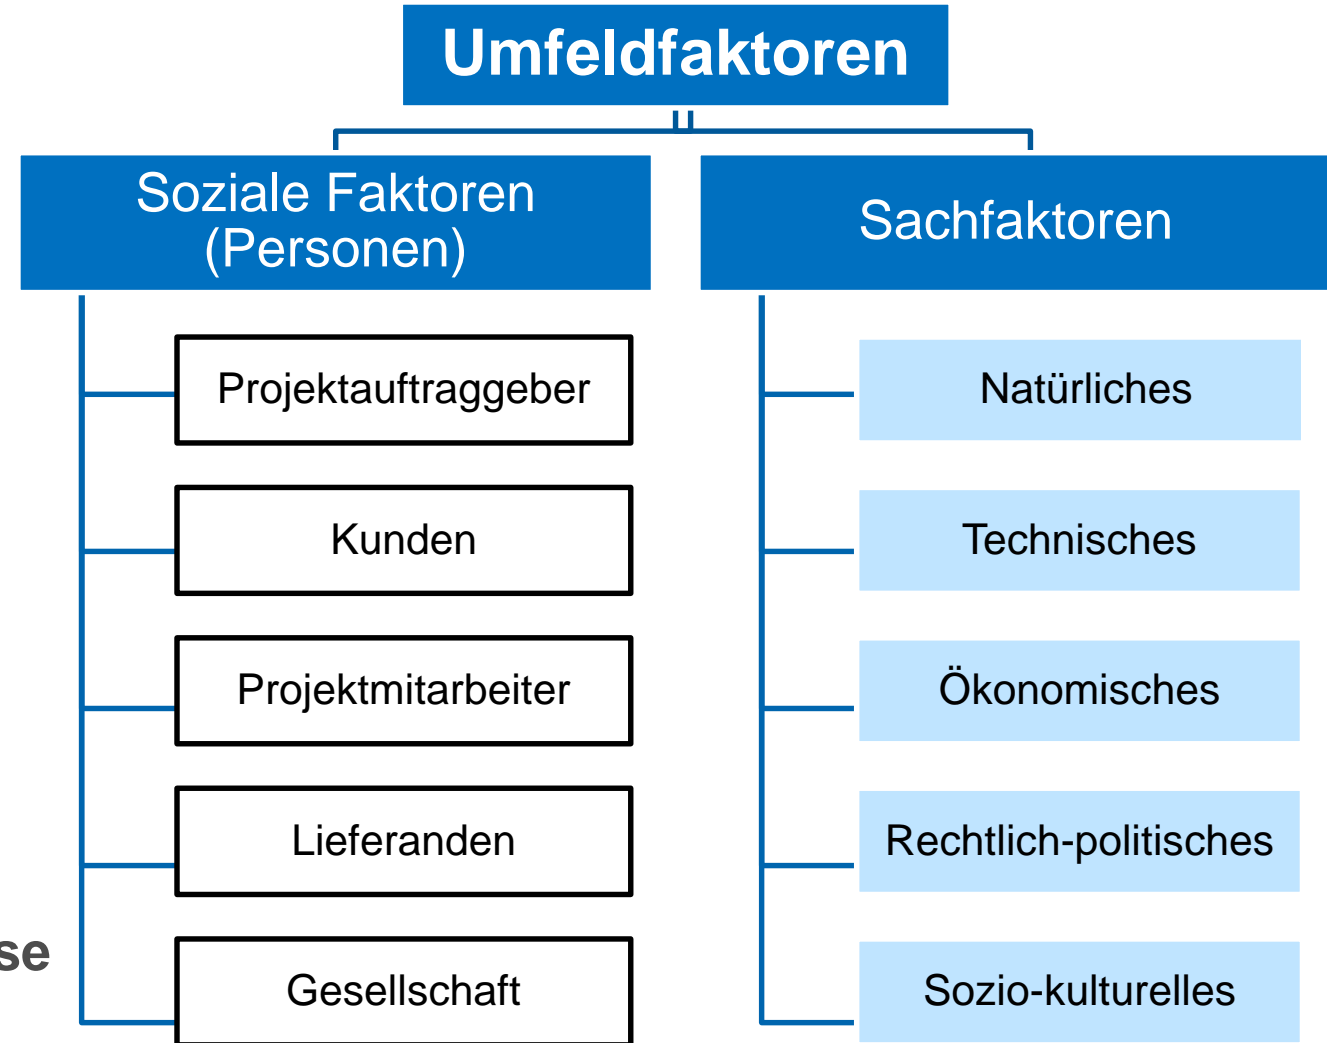 Umfeldfaktoren
Soziale Faktoren
(Personen)
Projektauftraggeber
Kunden
Projektmitarbeiter
Lieferanden
Gesellschaft
Sachfaktoren
Natürliches
Technisches
Ökonomisches
Rechtlich-politisches
Sozio-kulturelles
se